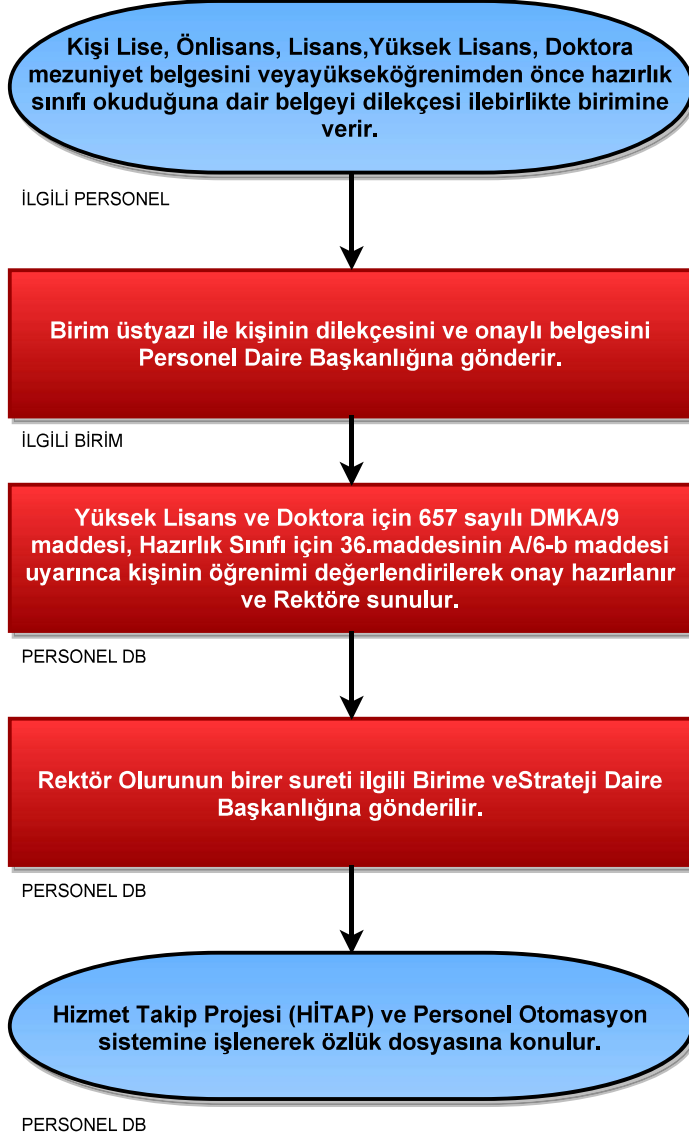 Kişi Lise, Önlisans, Lisans,Yüksek Lisans, Doktora
mezuniyet belgesini veyayükseköğrenimden önce hazırlık
sınıfı okuduğuna dair belgeyi dilekçesi ilebirlikte birimine
verir.
İLGİLİ PERSONEL
Birim üstyazı ile kişinin dilekçesini ve onaylı belgesini
Personel Daire Başkanlığına gönderir.
İLGİLİ BİRİM
Yüksek Lisans ve Doktora için 657 sayılı DMKA/9
maddesi, Hazırlık Sınıfı için 36.maddesinin A/6-b maddesi
uyarınca kişinin öğrenimi değerlendirilerek onay hazırlanır
ve Rektöre sunulur.
PERSONEL DB
Rektör Olurunun birer sureti ilgili Birime veStrateji Daire
Başkanlığına gönderilir.
PERSONEL DB
Hizmet Takip Projesi (HİTAP) ve Personel Otomasyon
sistemine işlenerek özlük dosyasına konulur.
PERSONEL DB